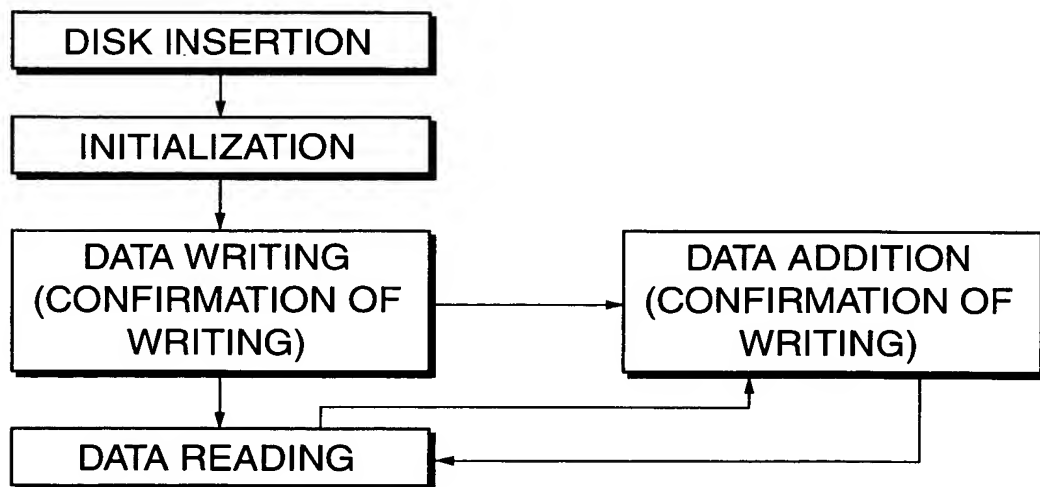 DISK INSERTION
INITIALIZATION
DATA WRITING
(CONFIRMATION OF
WRITING)
DATA ADDITION
(CONFIRMATION OF
WRITING)
DATA READING